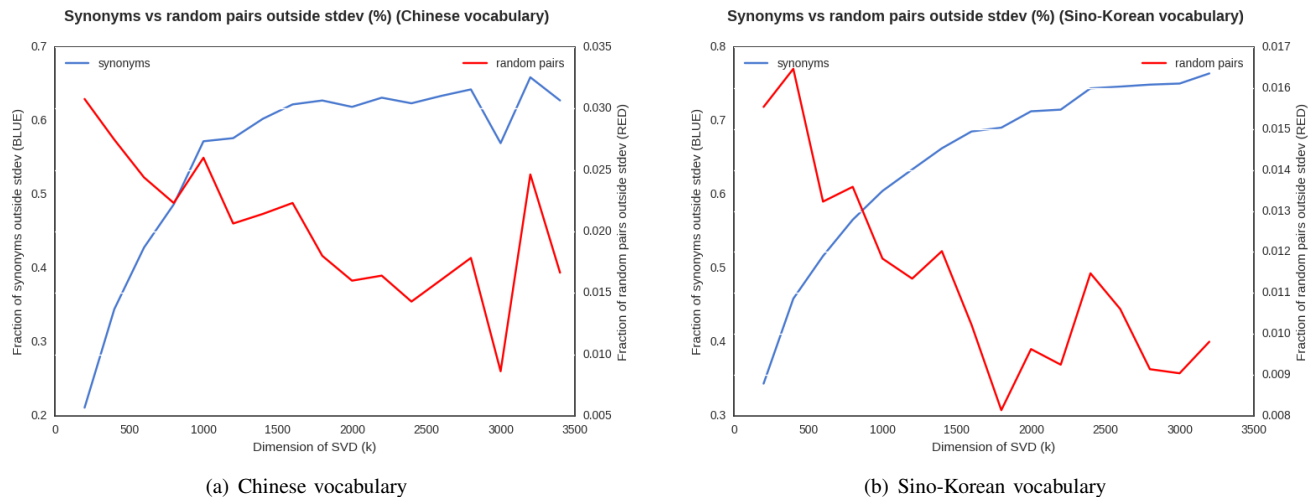 Synonyms vs random pairs outside stdev (%) (Chinese vocabulary)
0.7
0.6
0.5
0.4
0.3
0.2
Fraction of synonyms outside stdev (BLUE)
synonyms
random pairs
0.035
0.030
0.025
0.020
0.015
0.010
0.005
Fraction of random pairs outside stdev (RED)
0 500 1000 1500 2000 2500 3000 3500
Dimension of SVD (k)
(a) Chinese vocabulary
Synonyms vs random pairs outside stdev (%) (Sino-Korean vocabulary)
0.8
0.7
0.6
0.5
0.4
0.3
Fraction of synonyms outside stdev (BLUE)
synonyms
random pairs
0.017
0.016
0.015
0.014
0.013
0.012
0.011
0.010
0.009
0.008
Fraction of random pairs outside stdev (RED)
0 500 1000 1500 2000 2500 3000 3500
Dimension of SVD (k)
(b) Sino-Korean vocabulary